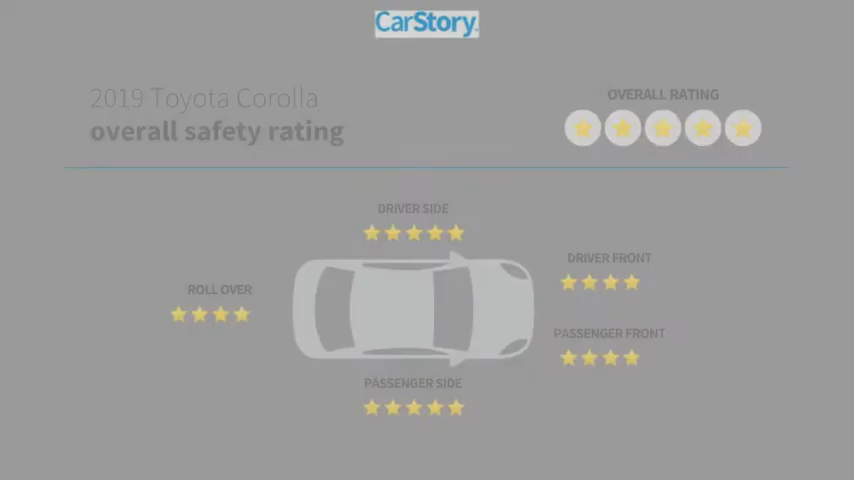 CarStory
2019 Toyota Corolla
overall safety rating
OVERALL RATING
DRIVER SIDE
DRIVER FRONT
ROLL OVER
PASSENGER FRONT
PASSENGER SIDE